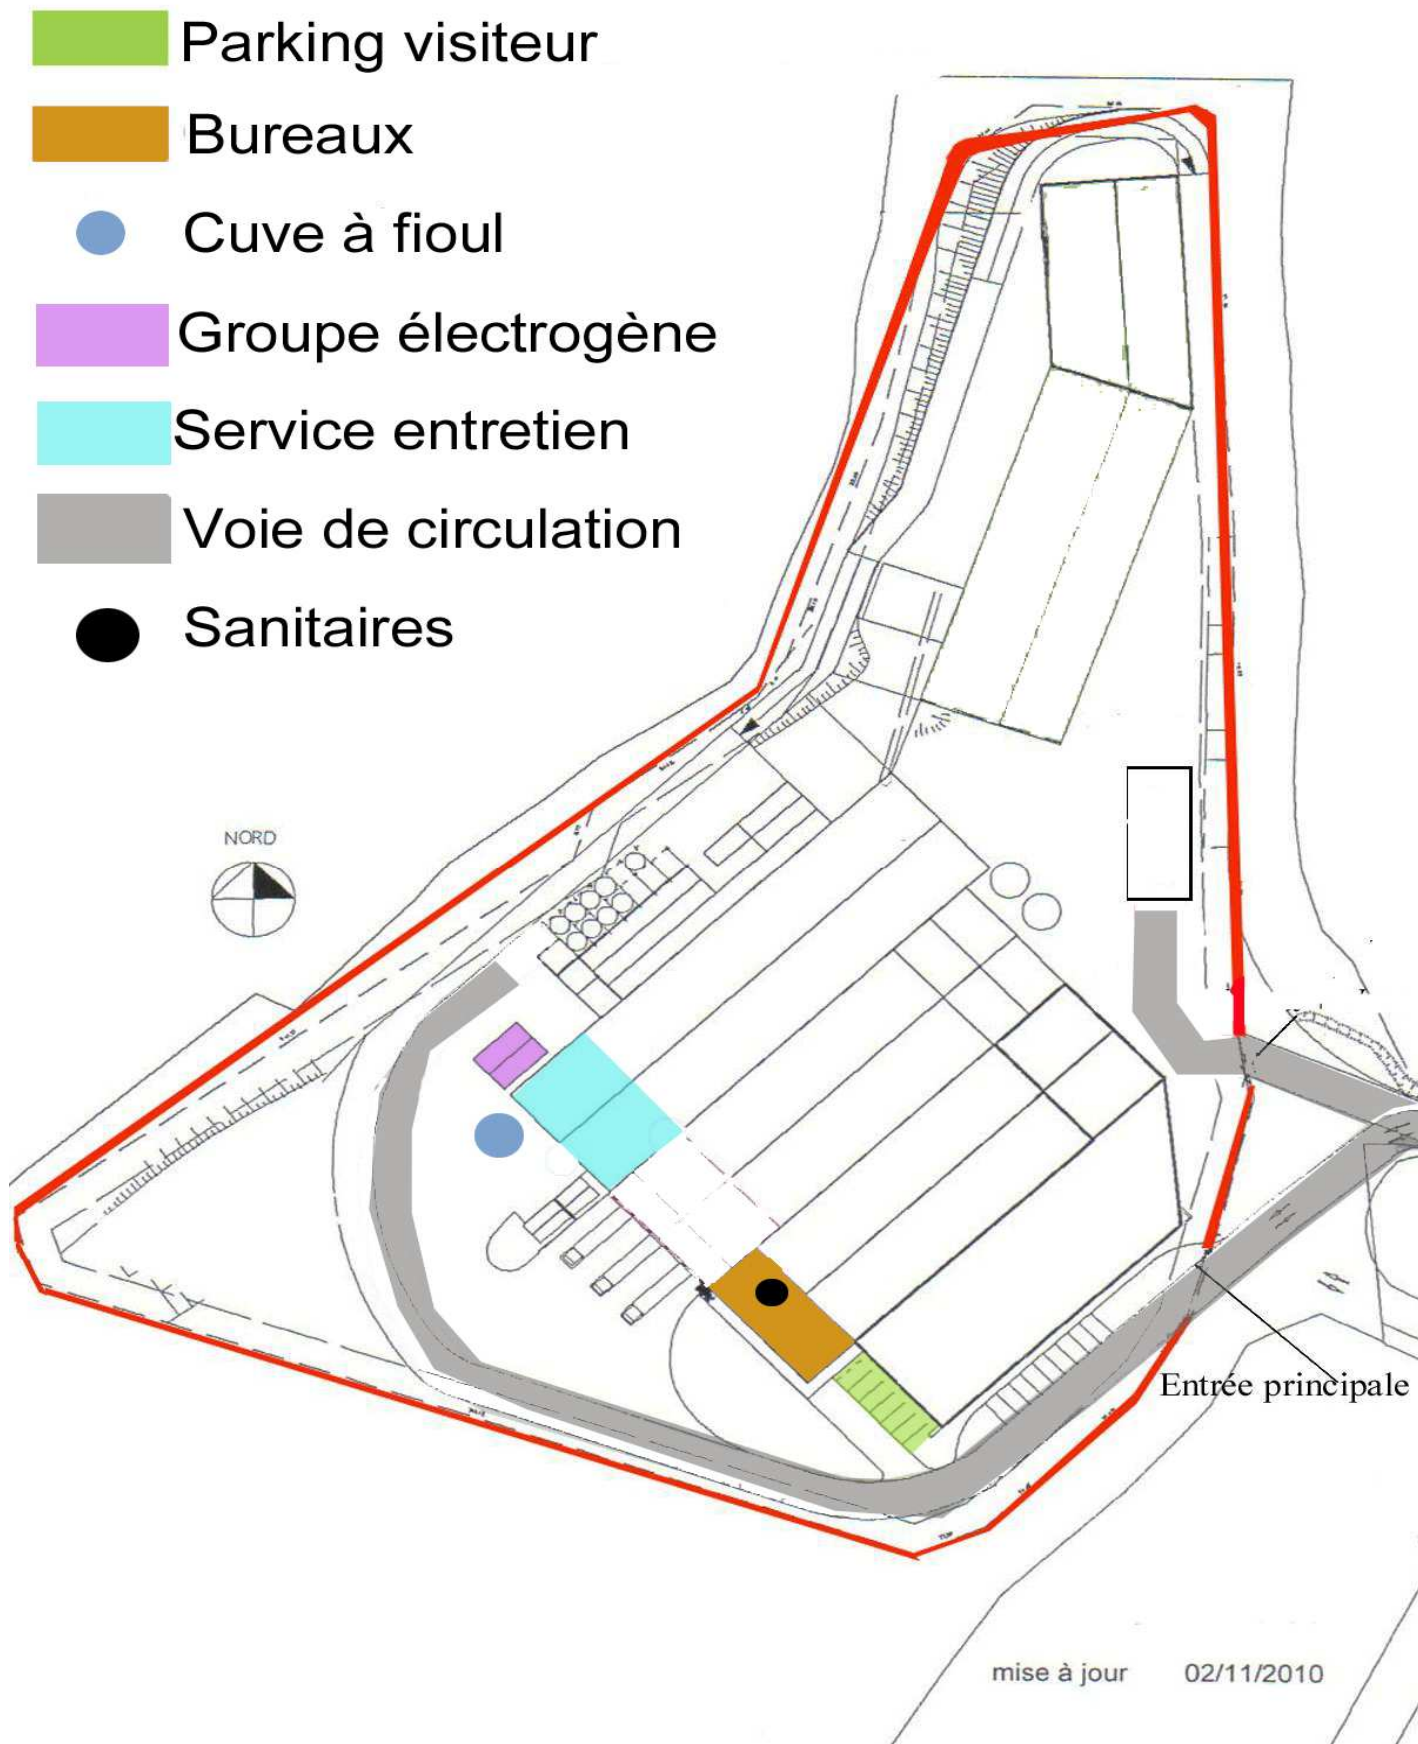 Parking visiteur
Bureaux
Cuve à fioul
Groupe électrogène
Service entretien
Voie de circulation
Sanitaires
NORD
Entrée principale
mise à jour 02/11/2010